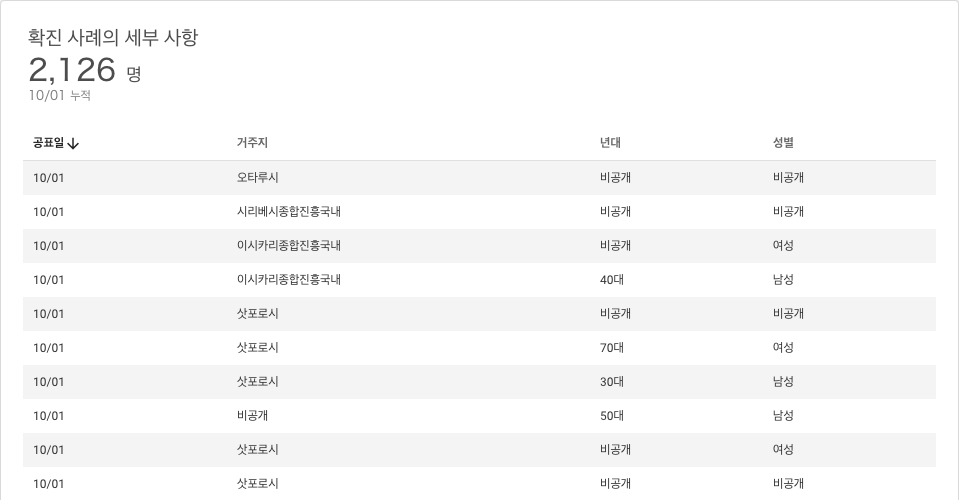 확진 사례의 세부 사항
2,126 명
10/01 누적
공표일 거주지 년대 성별
10/01 오타루시 비공개 비공개
10/01 시리베시종합진흥국내 비공개 비공개
10/01 이시카리종합진흥국내 비공개 여성
10/01 이시카리종합진흥국내 40대 남성
10/01 삿포로시 비공개 비공개
10/01 삿포로시 70대 여성
10/01 삿포로시 30대 남성
10/01 비공개 50대 남성
10/01 삿포로시 비공개 여성
10/01 삿포로시 비공개 비공개